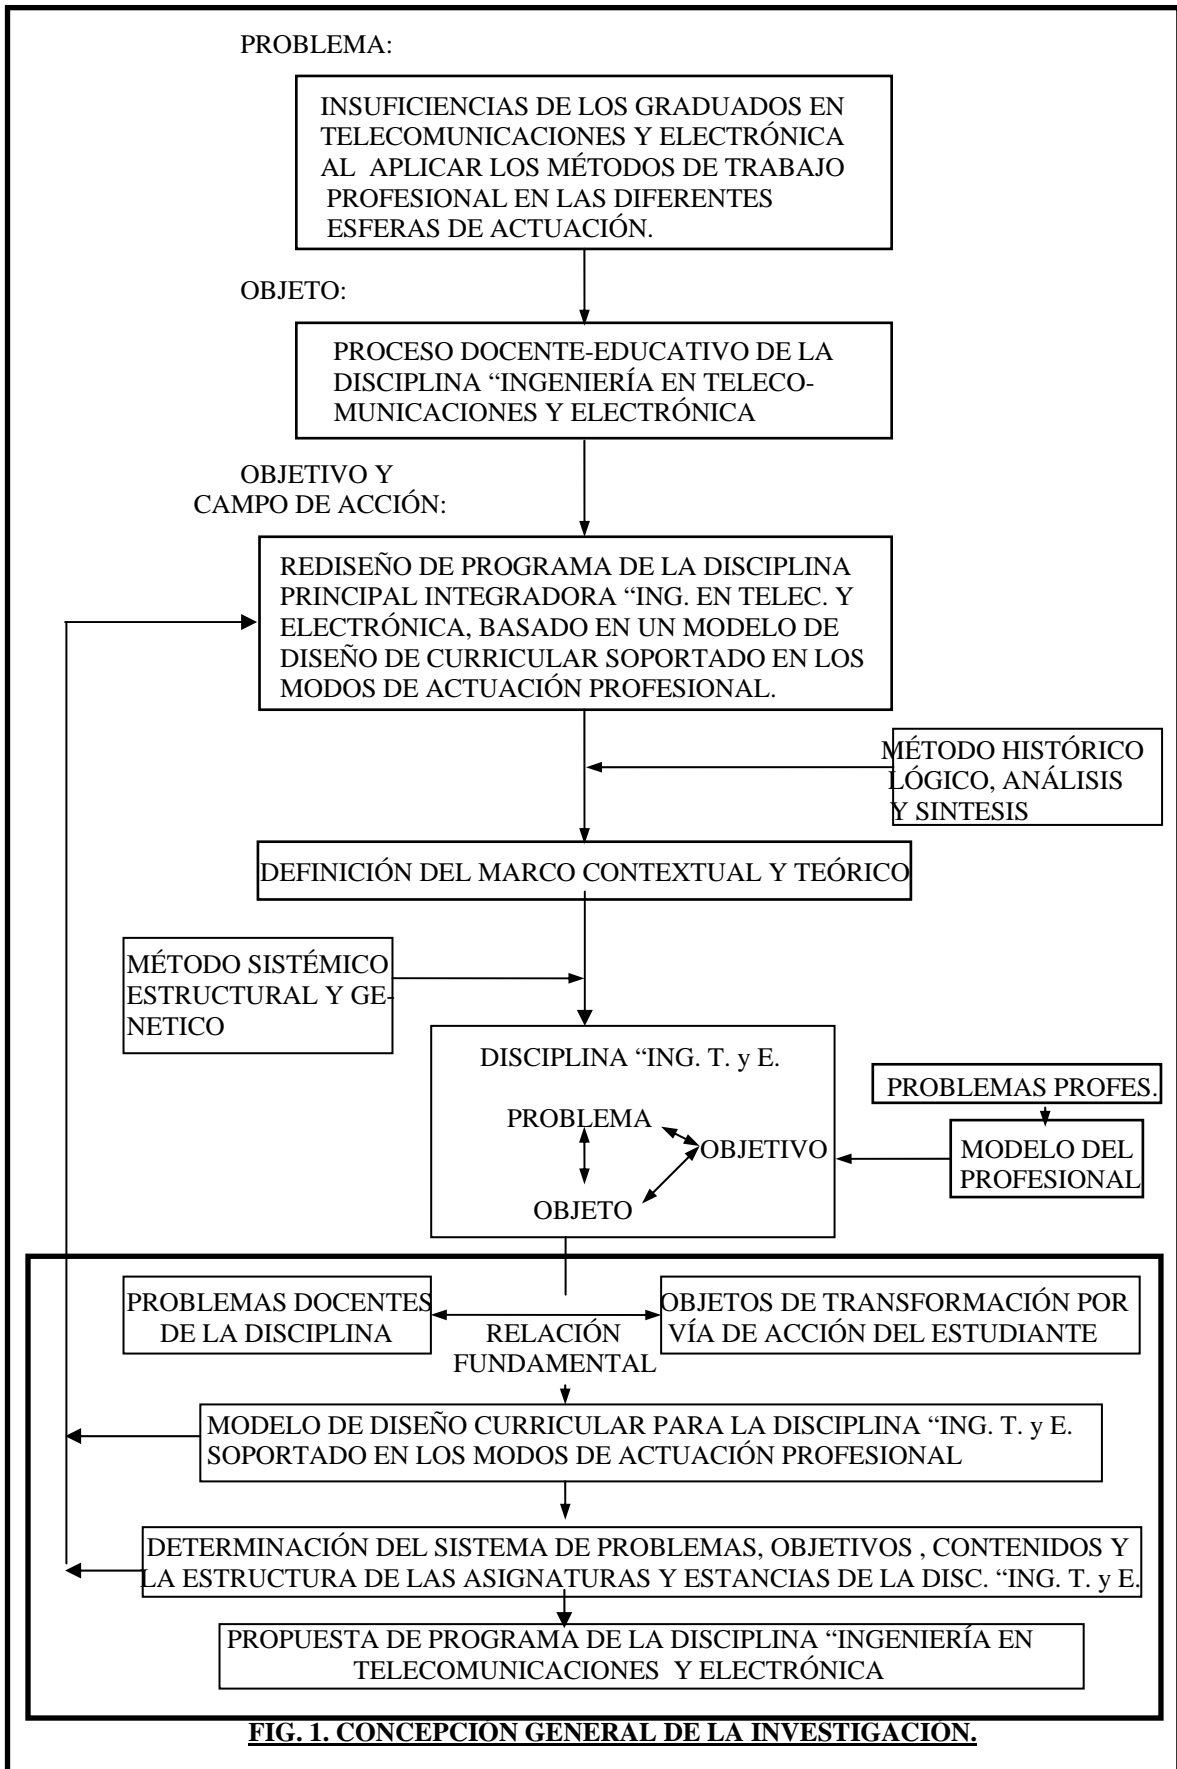 PROBLEMA:
INSUFICIENCIAS DE LOS GRADUADOS EN
TELECOMUNICACIONES Y ELECTRÓNICA
AL APLICAR LOS MÉTODOS DE TRABAJO
PROFESIONAL EN LAS DIFERENTES
ESFERAS DE ACTUACIÓN.
OBJETO:
PROCESO DOCENTE-EDUCATIVO DE LA
DISCIPLINA “INGENIERÍA EN TELECO-
MUNICACIONES Y ELECTRÓNICA
OBJETIVO Y
CAMPO DE ACCIÓN:
REDISEÑO DE PROGRAMA DE LA DISCIPLINA
PRINCIPAL INTEGRADORA “ING. EN TELEC. Y
ELECTRÓNICA, BASADO EN UN MODELO DE
DISEÑO DE CURRICULAR SOPORTADO EN LOS
MODOS DE ACTUACIÓN PROFESIONAL.
MÉTODO HISTÓRICO
LÓGICO, ANÁLISIS
Y SINTESIS
DEFINICIÓN DEL MARCO CONTEXTUAL Y TEÓRICO
MÉTODO SISTÉMICO
ESTRUCTURAL Y GE-
NETICO
DISCIPLINA “ING. T. y E.
PROBLEMA
OBJETIVO
OBJETO
PROBLEMAS PROFES.
MODELO DEL
PROFESIONAL
PROBLEMAS DOCENTES
DE LA DISCIPLINA
RELACIÓN
FUNDAMENTAL
OBJETOS DE TRANSFORMACIÓN POR
VÍA DE ACCIÓN DEL ESTUDIANTE
MODELO DE DISEÑO CURRICULAR PARA LA DISCIPLINA “ING. T. y E.
SOPORTADO EN LOS MODOS DE ACTUACIÓN PROFESIONAL
DETERMINACIÓN DEL SISTEMA DE PROBLEMAS, OBJETIVOS , CONTENIDOS Y
LA ESTRUCTURA DE LAS ASIGNATURAS Y ESTANCIAS DE LA DISC. “ING. T. y E.
PROPUESTA DE PROGRAMA DE LA DISCIPLINA “INGENIERÍA EN
TELECOMUNICACIONES Y ELECTRÓNICA
FIG. 1. CONCEPCIÓN GENERAL DE LA INVESTIGACIÓN.